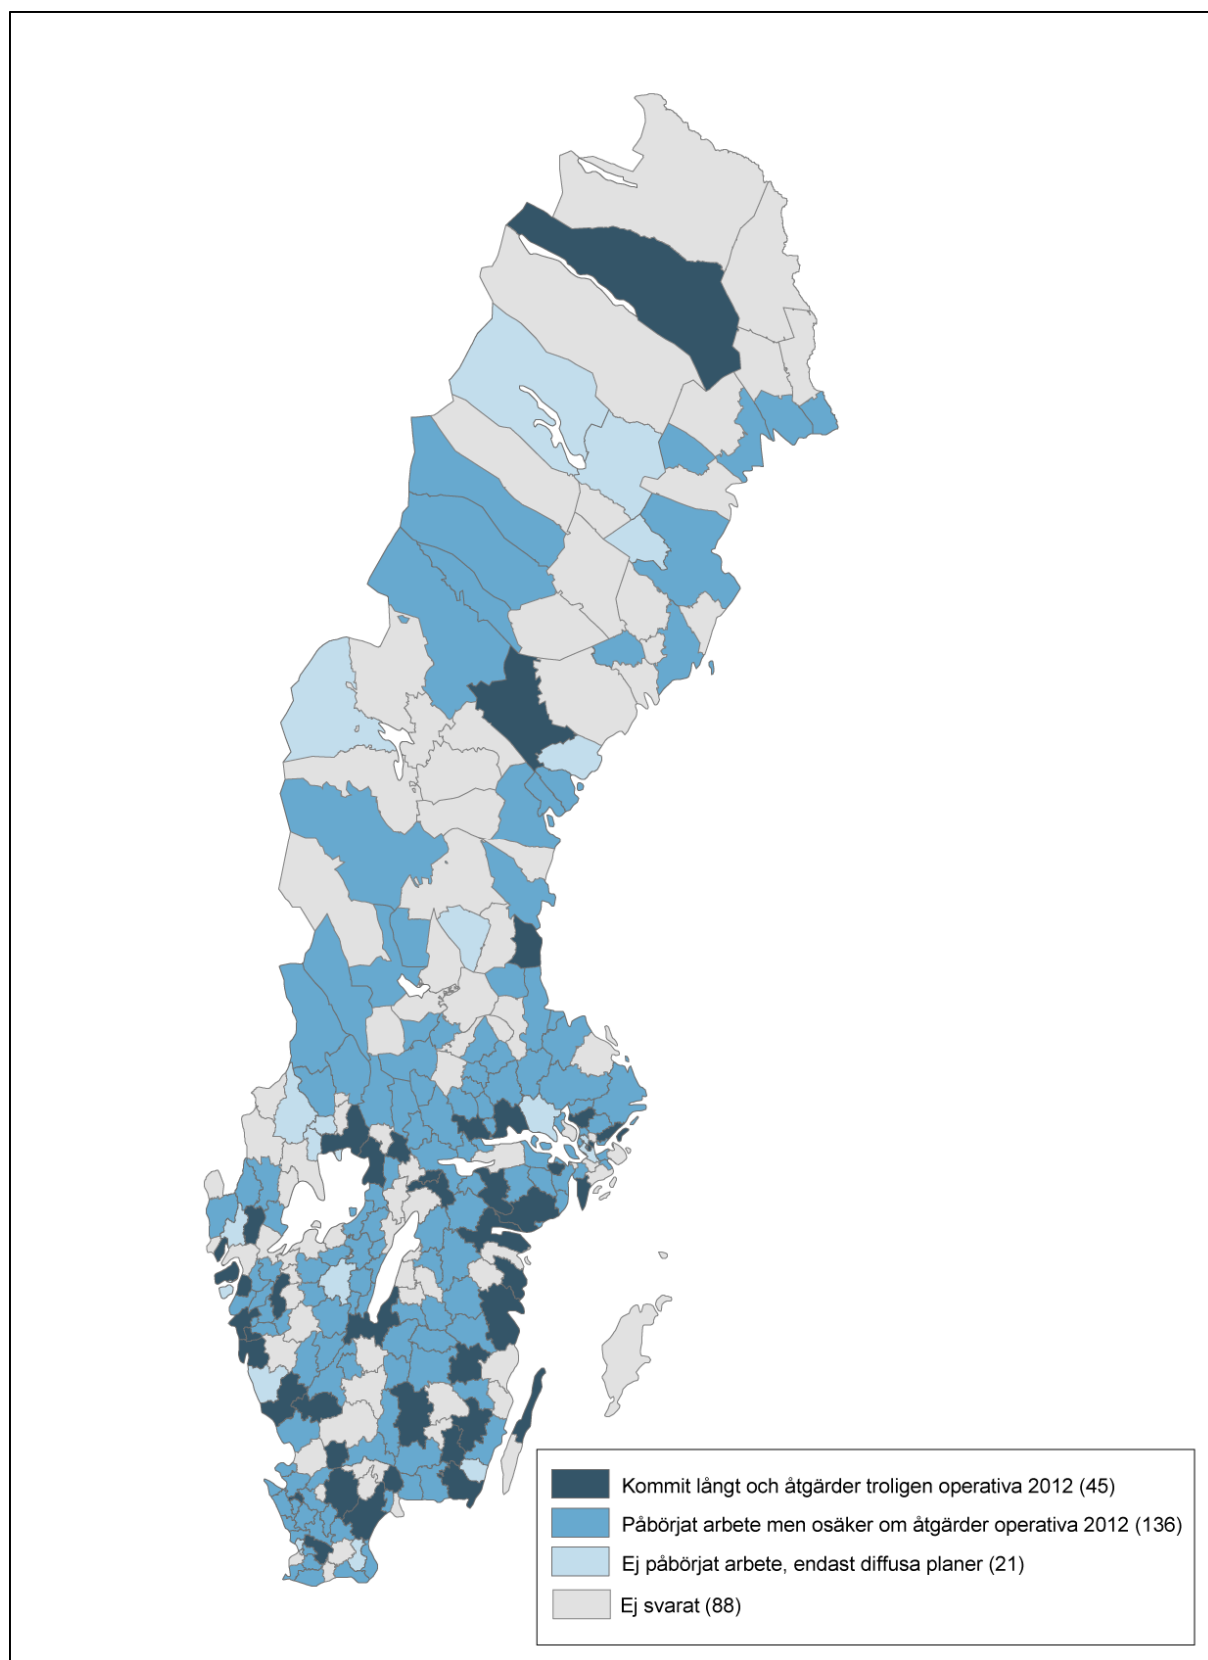 Kommit långt och åtgärder troligen operativa 2012 (45)
Påbörjat arbete men osäker om åtgärder operativa 2012 (136)
Ej påbörjat arbete, endast diffusa planer (21)
Ej svarat (88)